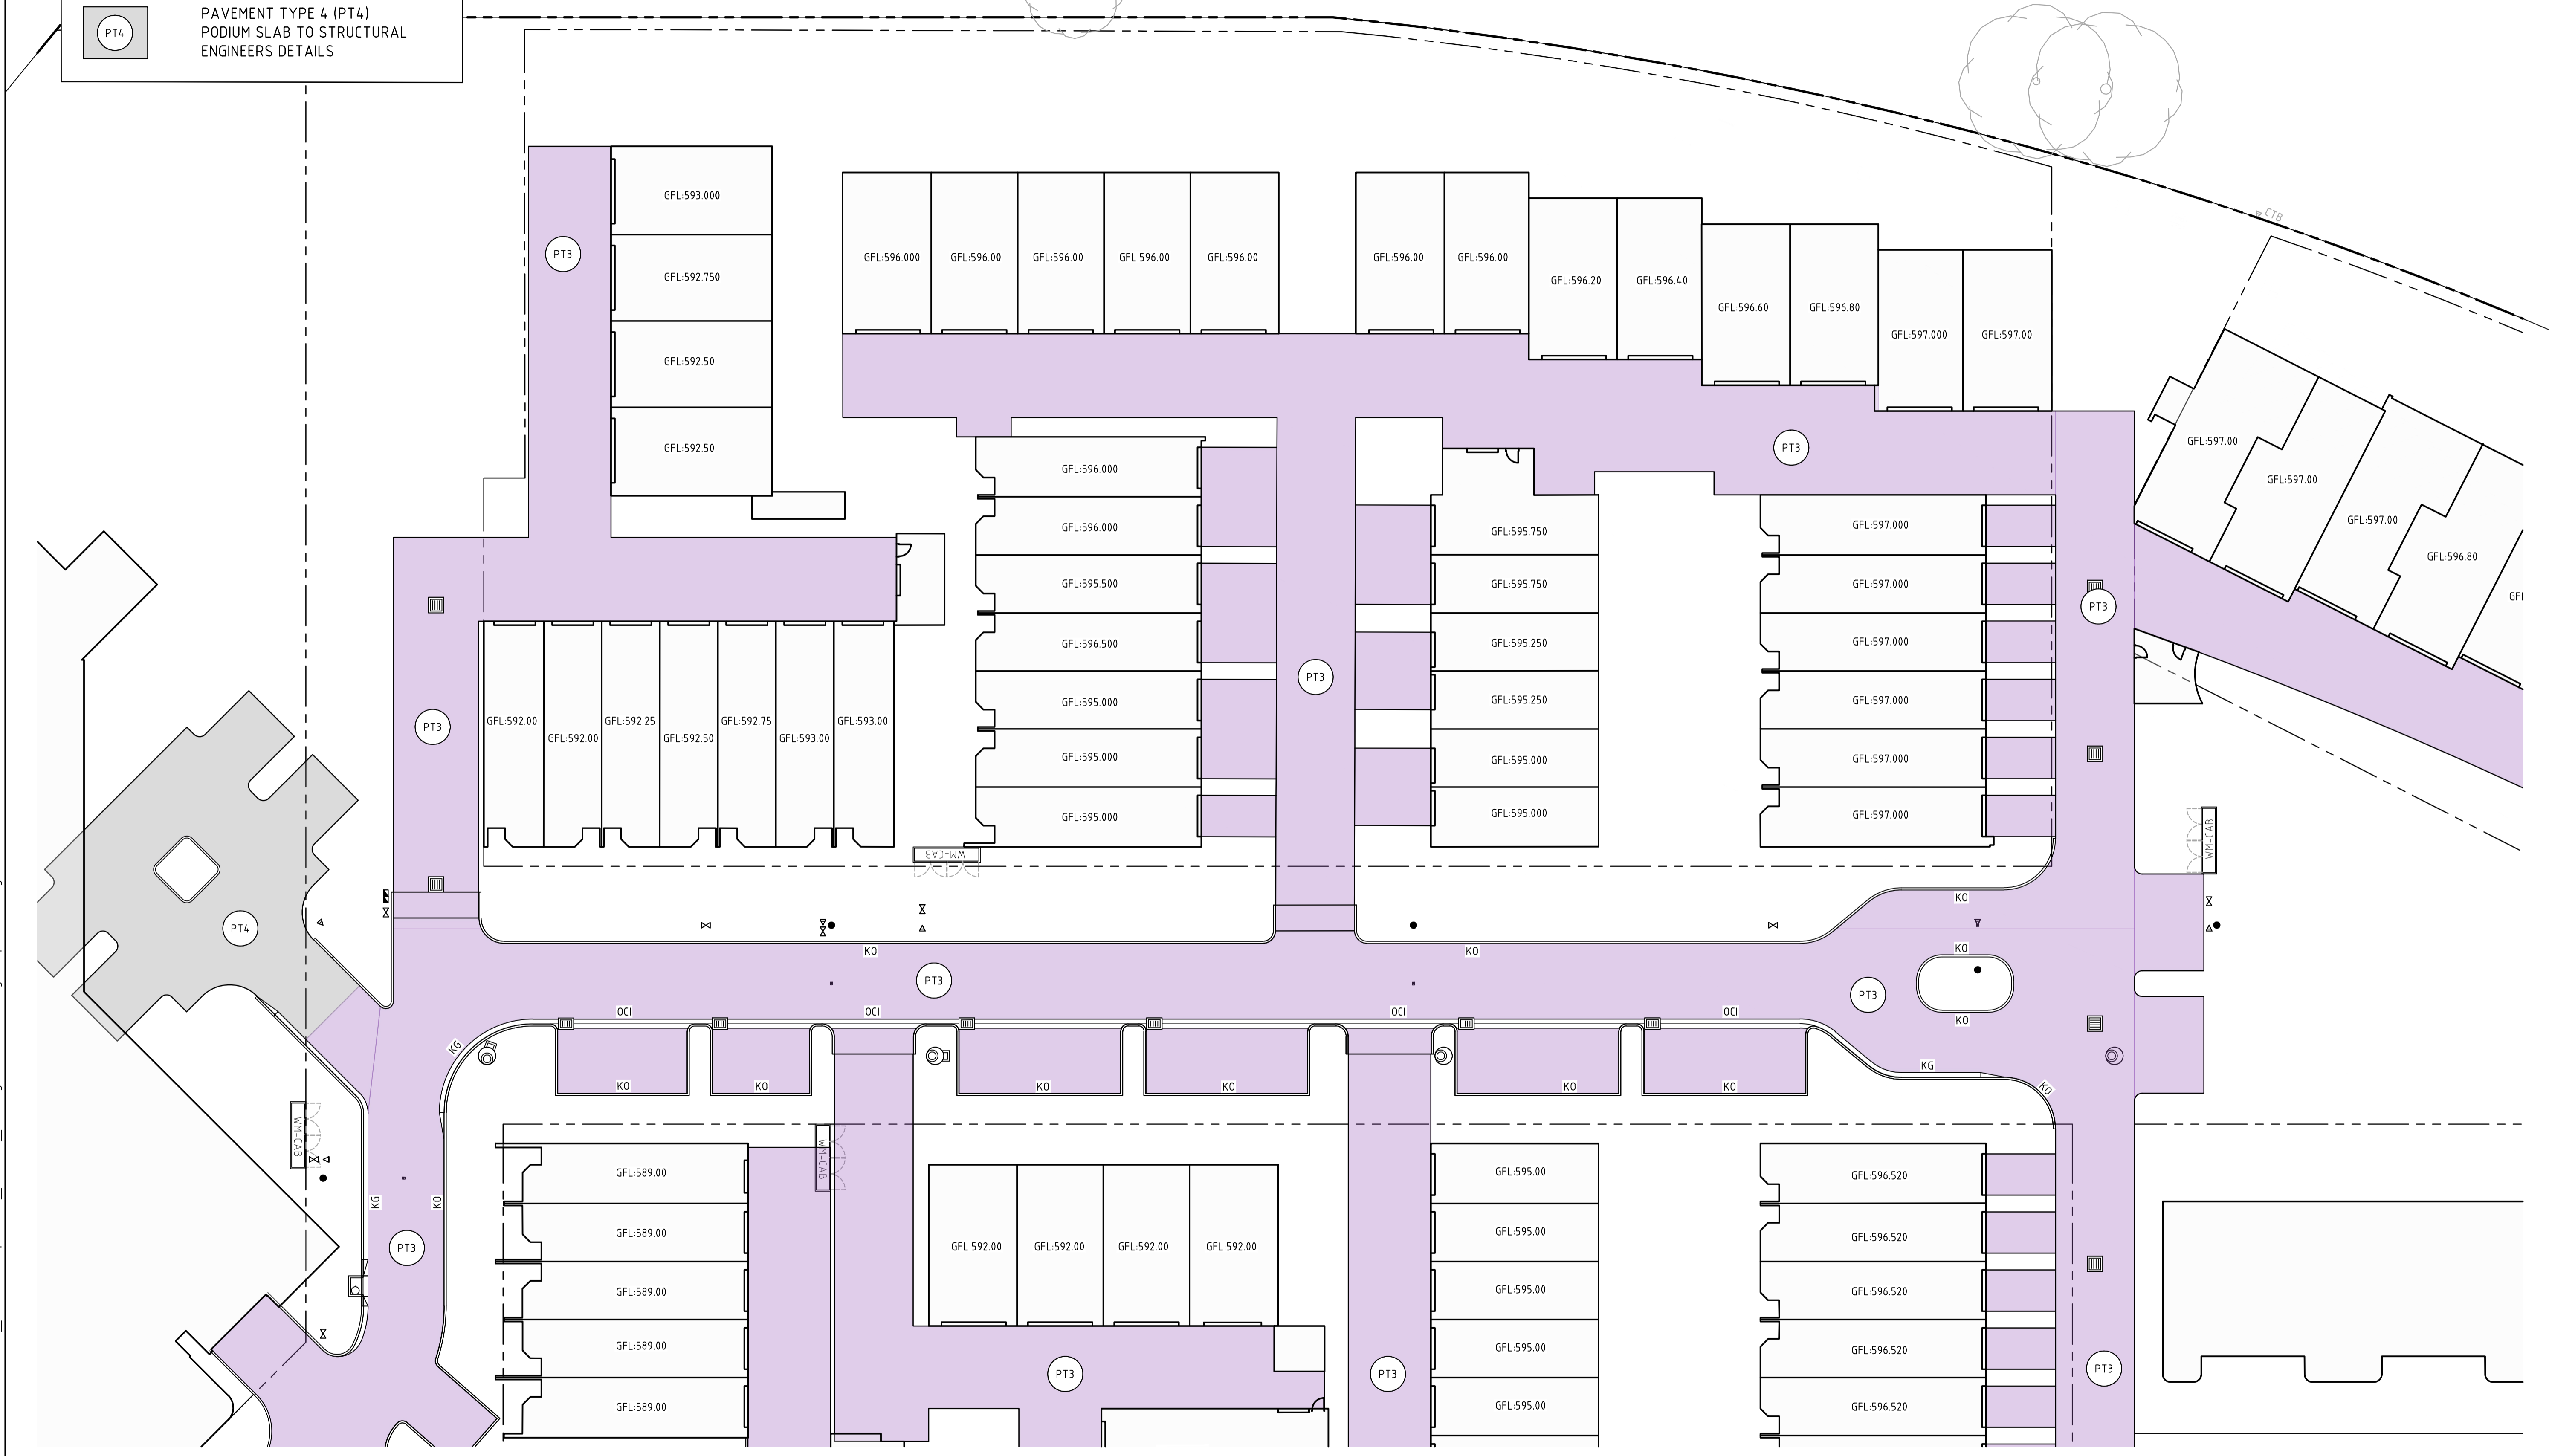 PT4
PAVEMENT TYPE 4 (PT4)
PODIUM SLAB TO STRUCTURAL
ENGINEERS DETAILS
CTB
GFL:593.000
GFL:592.750
GFL:592.50
GFL:592.50
PT3
GFL:596.000
GFL:596.00
GFL:596.00
GFL:596.00
GFL:596.00
GFL:596.00
GFL:596.00
GFL:596.20
GFL:596.40
GFL:596.60
GFL:596.80
GFL:597.000
GFL:597.00
PT3
GFL:597.00
GFL:597.00
GFL:597.00
GFL:596.80
GFL
GFL:596.000
GFL:596.000
GFL:595.500
GFL:596.500
GFL:595.000
GFL:595.000
GFL:595.000
PT3
GFL:595.750
GFL:595.750
GFL:595.250
GFL:595.250
GFL:595.000
GFL:595.000
GFL:597.000
GFL:597.000
GFL:597.000
GFL:597.000
GFL:597.000
GFL:597.000
PT3
PT3
GFL:592.00
GFL:592.00
GFL:592.25
GFL:592.50
GFL:592.75
GFL:593.00
GFL:593.00
WM-CAB
WM-CAB
PT4
KO
KO
KO
KO
PT3
PT3
KO
OCI
OCI
OCI
OCI
KG
KG
KO
KO
KO
KO
KO
KO
KO
KO
WM-CAB
WM-CAB
KG
KO
PT3
GFL:589.00
GFL:589.00
GFL:589.00
GFL:589.00
GFL:589.00
GFL:592.00
GFL:592.00
GFL:592.00
GFL:592.00
PT3
PT3
GFL:595.00
GFL:595.00
GFL:595.00
GFL:595.00
GFL:595.00
GFL:596.520
GFL:596.520
GFL:596.520
GFL:596.520
GFL:596.520
PT3